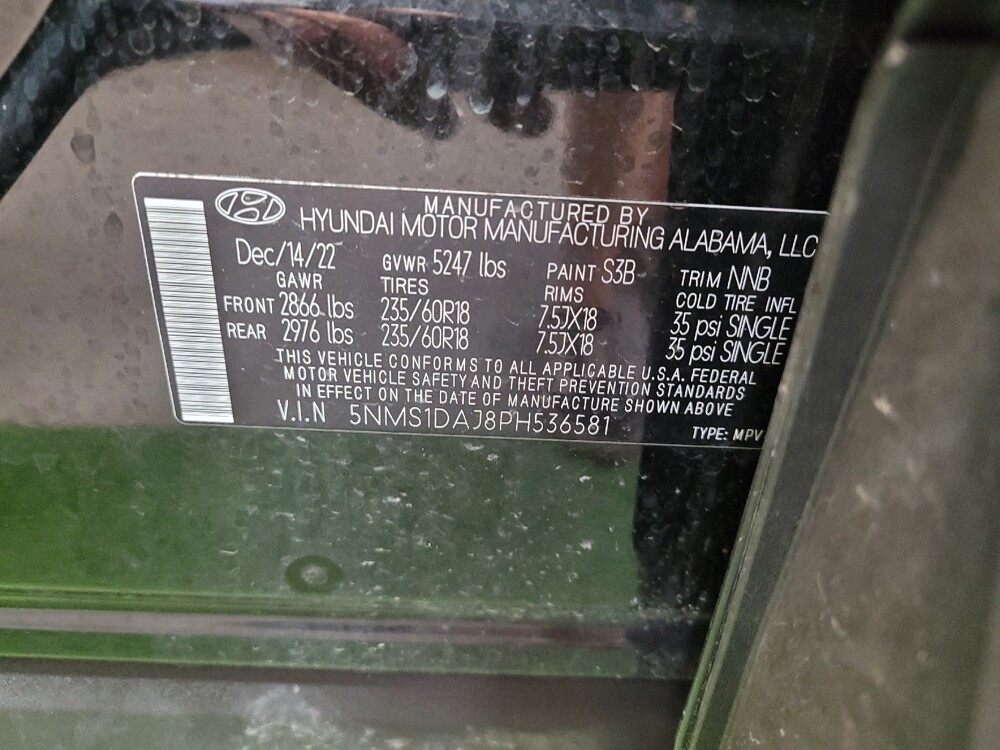 MANUFACTURED BY
HYUNDAI MOTOR MANUFACTURING ALABAMA, LLC
Dec/14/22 GVWR 5247 lbs PAINT S3B TRIM NNB
GAWR TIRES RIMS COLD TIRE INFL
FRONT 2866 lbs 235/60R18 7.5JX18 35 psi SINGLE
REAR 2976 lbs 235/60R18 7.5JX18 35 psi SINGLE
THIS VEHICLE CONFORMS TO ALL APPLICABLE U.S.A. FEDERAL
MOTOR VEHICLE SAFETY AND THEFT PREVENTION STANDARDS
IN EFFECT ON THE DATE OF MANUFACTURE SHOWN ABOVE
V.I.N 5NMS1DAJ8PH536581 TYPE: MPV